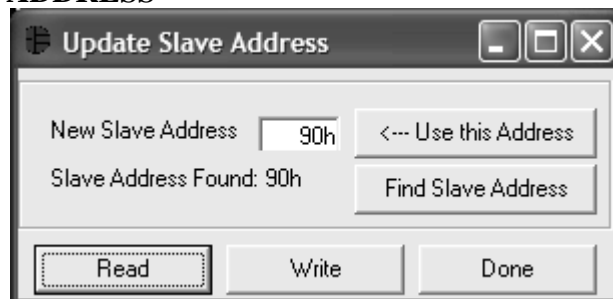 ADDRESS
Update Slave Address
New Slave Address 90h <--- Use this Address
Slave Address Found: 90h Find Slave Address
Read Write Done